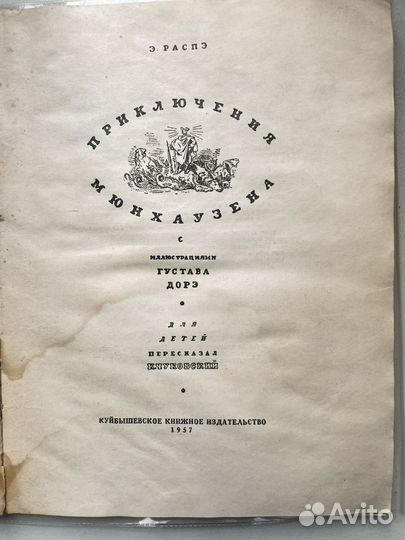 Э. РАСПЭ
ПРИКЛЮЧЕНИЯ
МЮНХАУЗЕНА
С
ИЛЛЮСТРАЦИЯМИ
ГУСТАВА
ДОРЭ
ДЛЯ
ДЕТЕЙ
ПЕРЕСКАЗАЛ
К.ЧУКОВСКИЙ
КУЙБЫШЕВСКОЕ КНИЖНОЕ ИЗДАТЕЛЬСТВО
1957
Avito